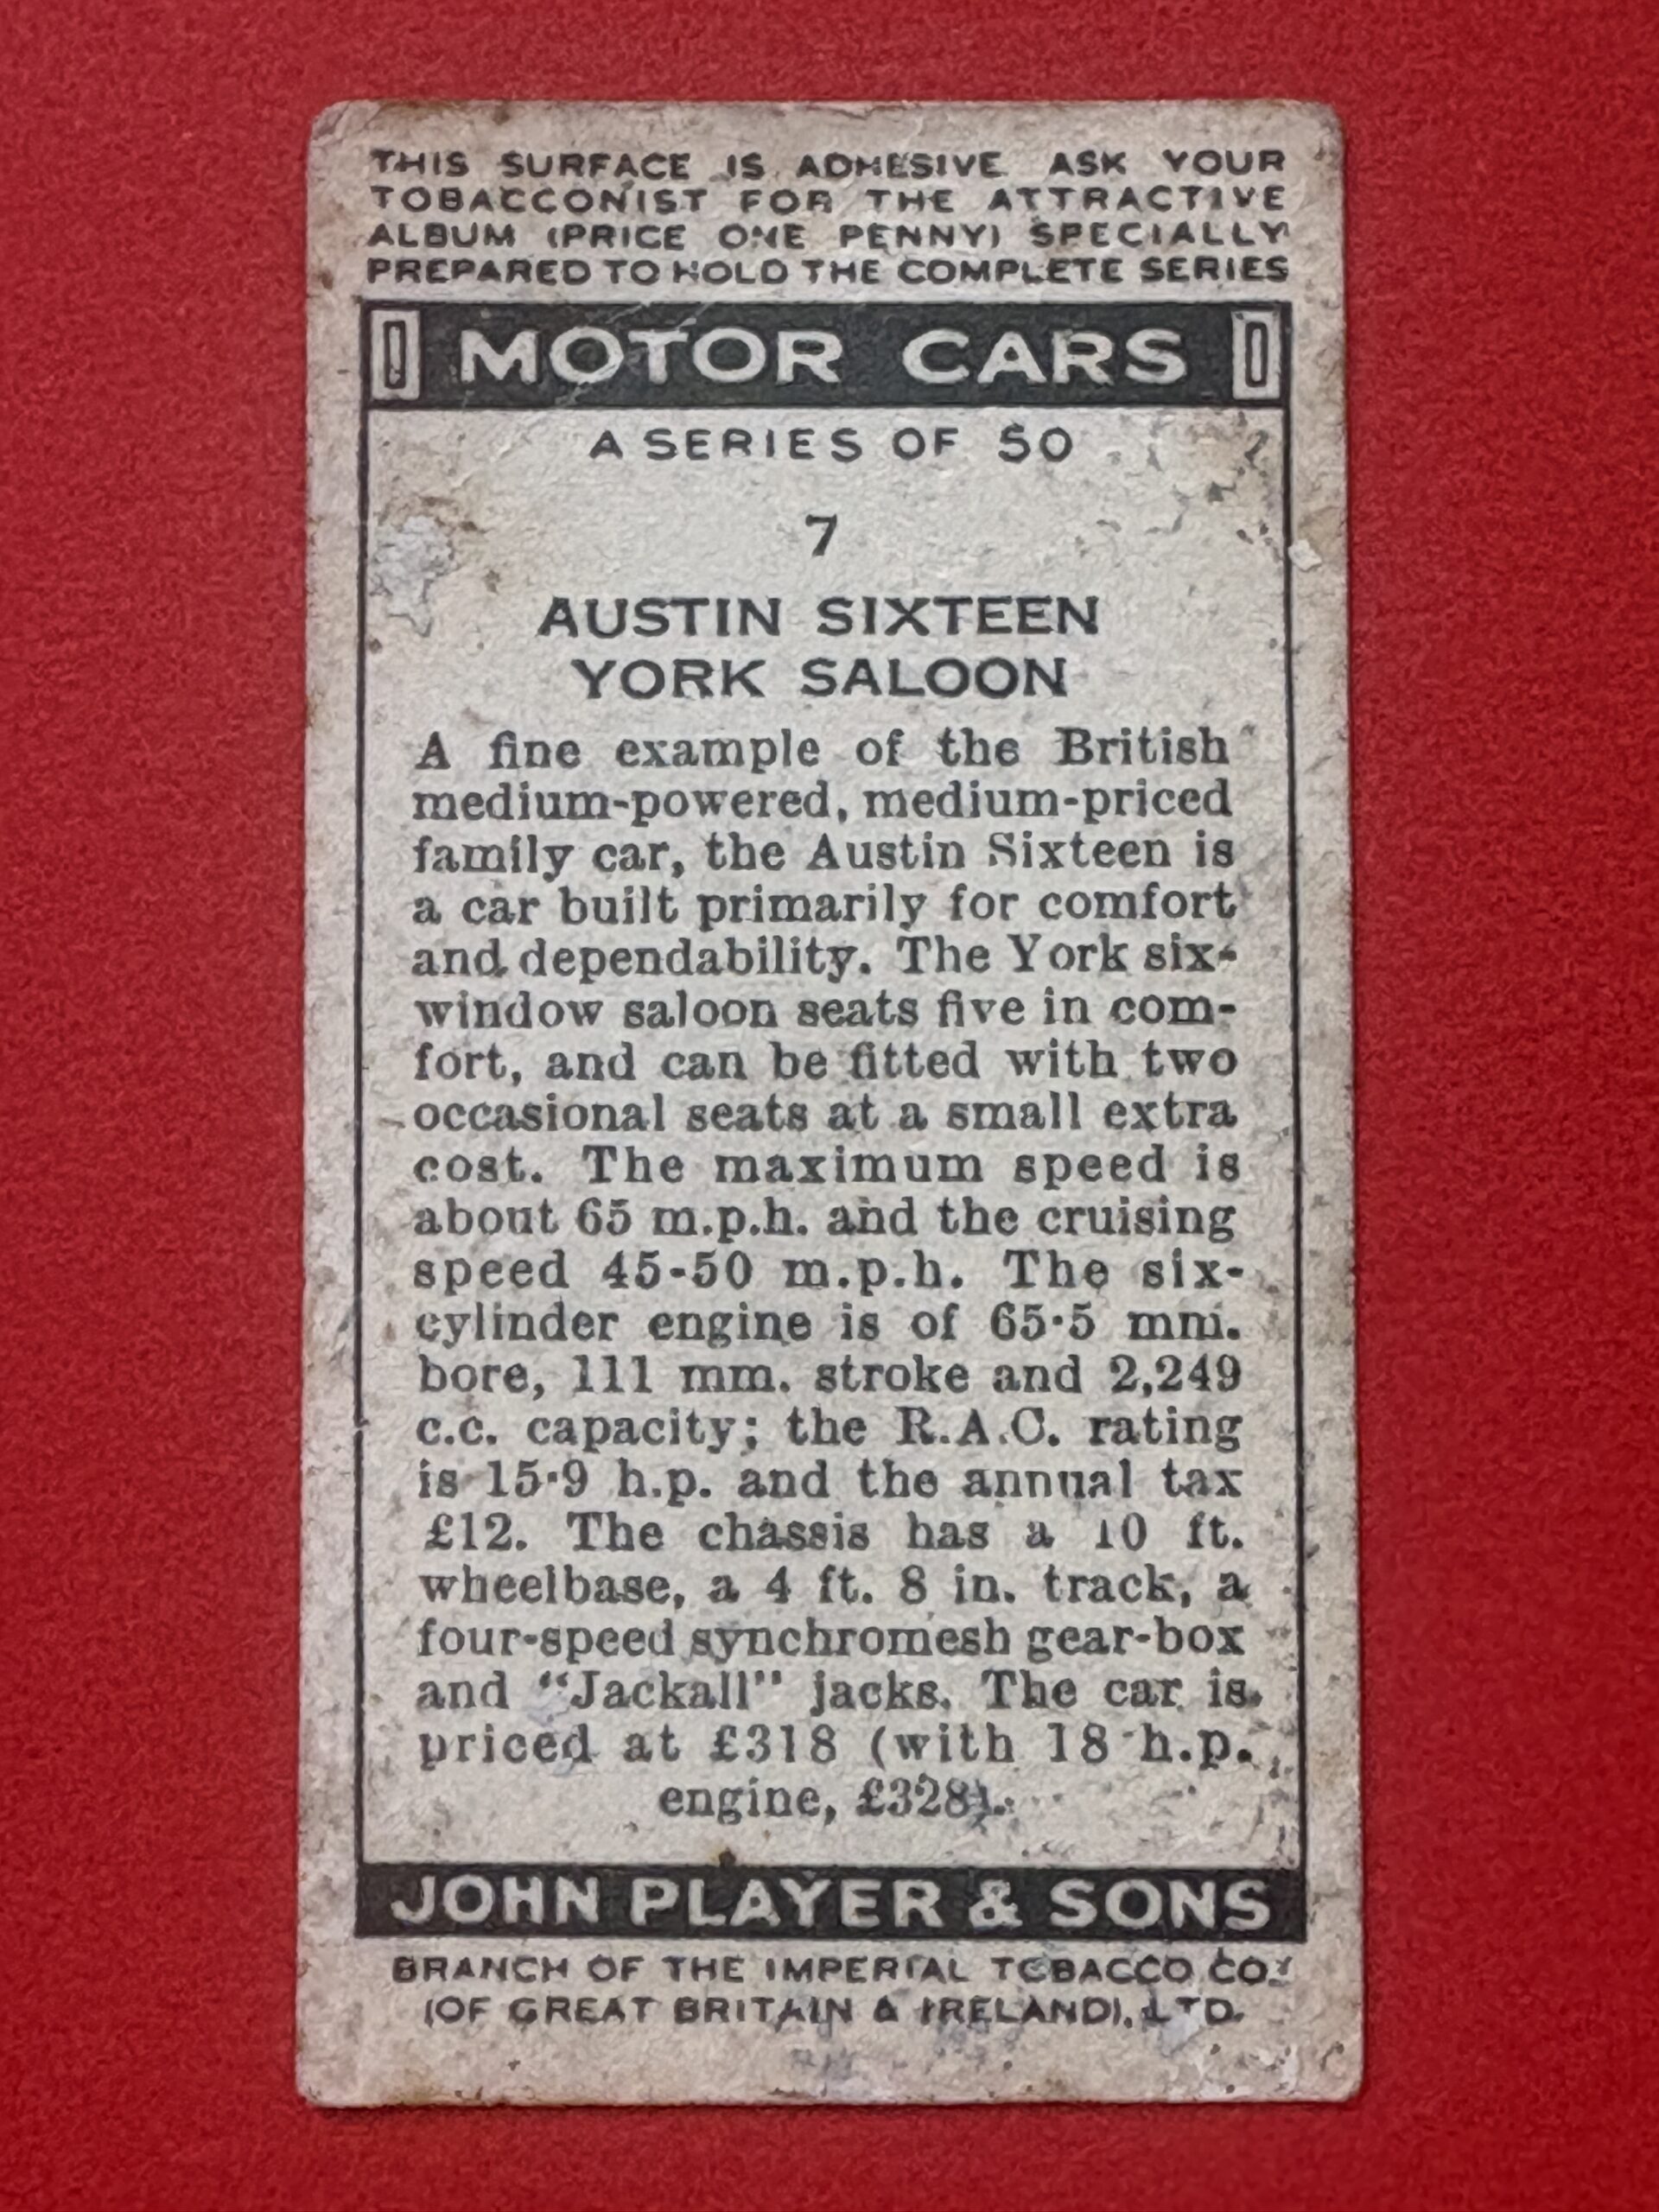 THIS SURFACE IS ADHESIVE ASK YOUR
TOBACCONIST FOR THE ATTRACTIVE
ALBUM (PRICE ONE PENNY) SPECIALLY
PREPARED TO HOLD THE COMPLETE SERIES
MOTOR CARS
A SERIES OF 50
7
AUSTIN SIXTEEN
YORK SALOON
A fine example of the British
medium-powered, medium-priced
family car, the Austin Sixteen is
a car built primarily for comfort
and dependability. The York six-
window saloon seats five in com-
fort, and can be fitted with two
occasional seats at a small extra
cost. The maximum speed is
about 65 m.p.h. and the cruising
speed 45-50 m.p.h. The six-
cylinder engine is of 65·5 mm.
bore, 111 mm. stroke and 2,249
c.c. capacity; the R.A.C. rating
is 15·9 h.p. and the annual tax
£12. The chassis has a 10 ft.
wheelbase, a 4 ft. 8 in. track, a
four-speed synchromesh gear-box
and "Jackall" jacks. The car is
priced at £318 (with 18 h.p.
engine, £328).
JOHN PLAYER & SONS
BRANCH OF THE IMPERIAL TOBACCO CO.
(OF GREAT BRITAIN & IRELAND), LTD.